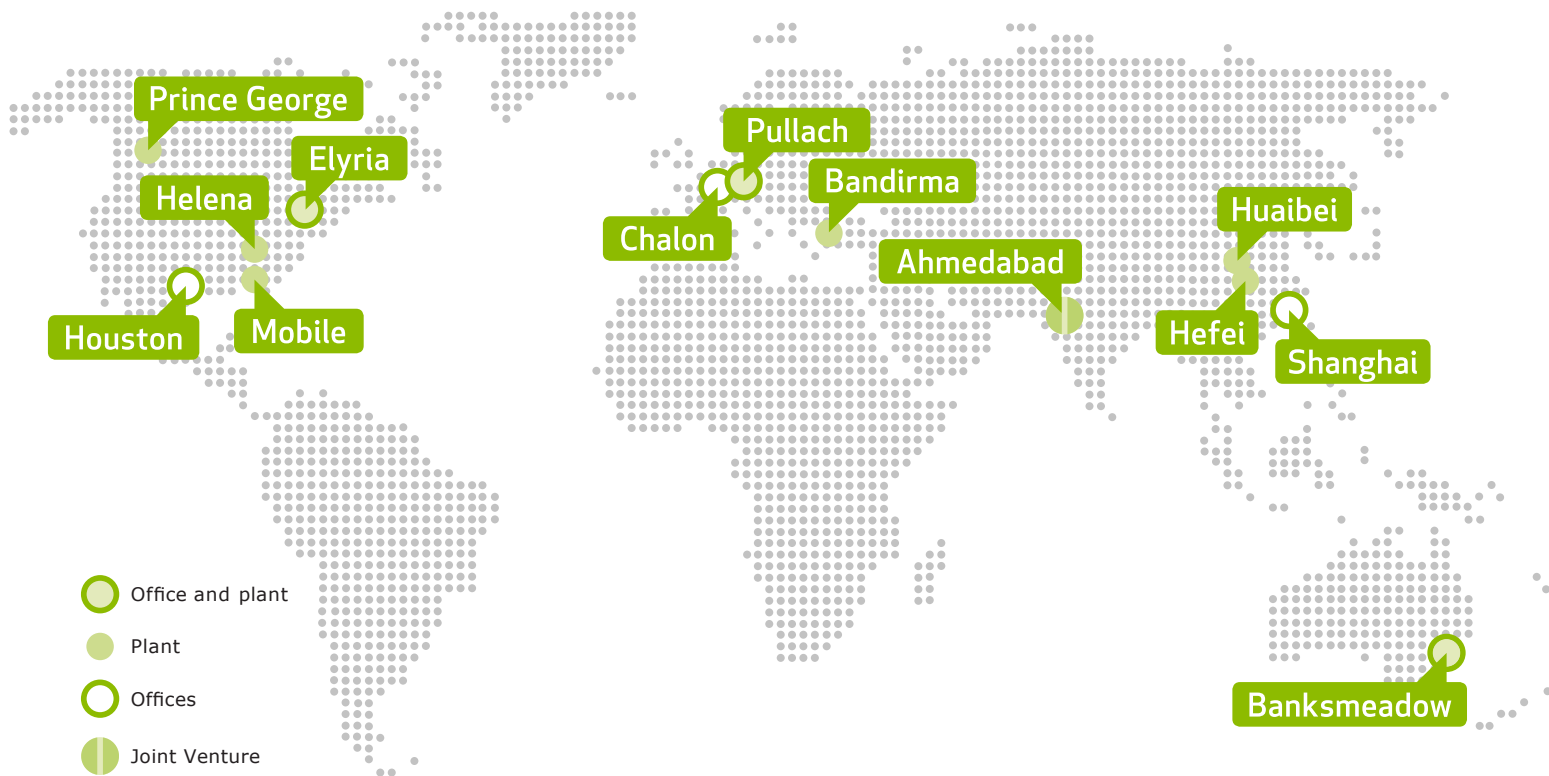 Prince George
Elyria
Helena
Houston
Mobile
Pullach
Chalon
Bandirma
Ahmedabad
Huaibei
Hefei
Shanghai
Banksmeadow
Office and plant
Plant
Offices
Joint Venture